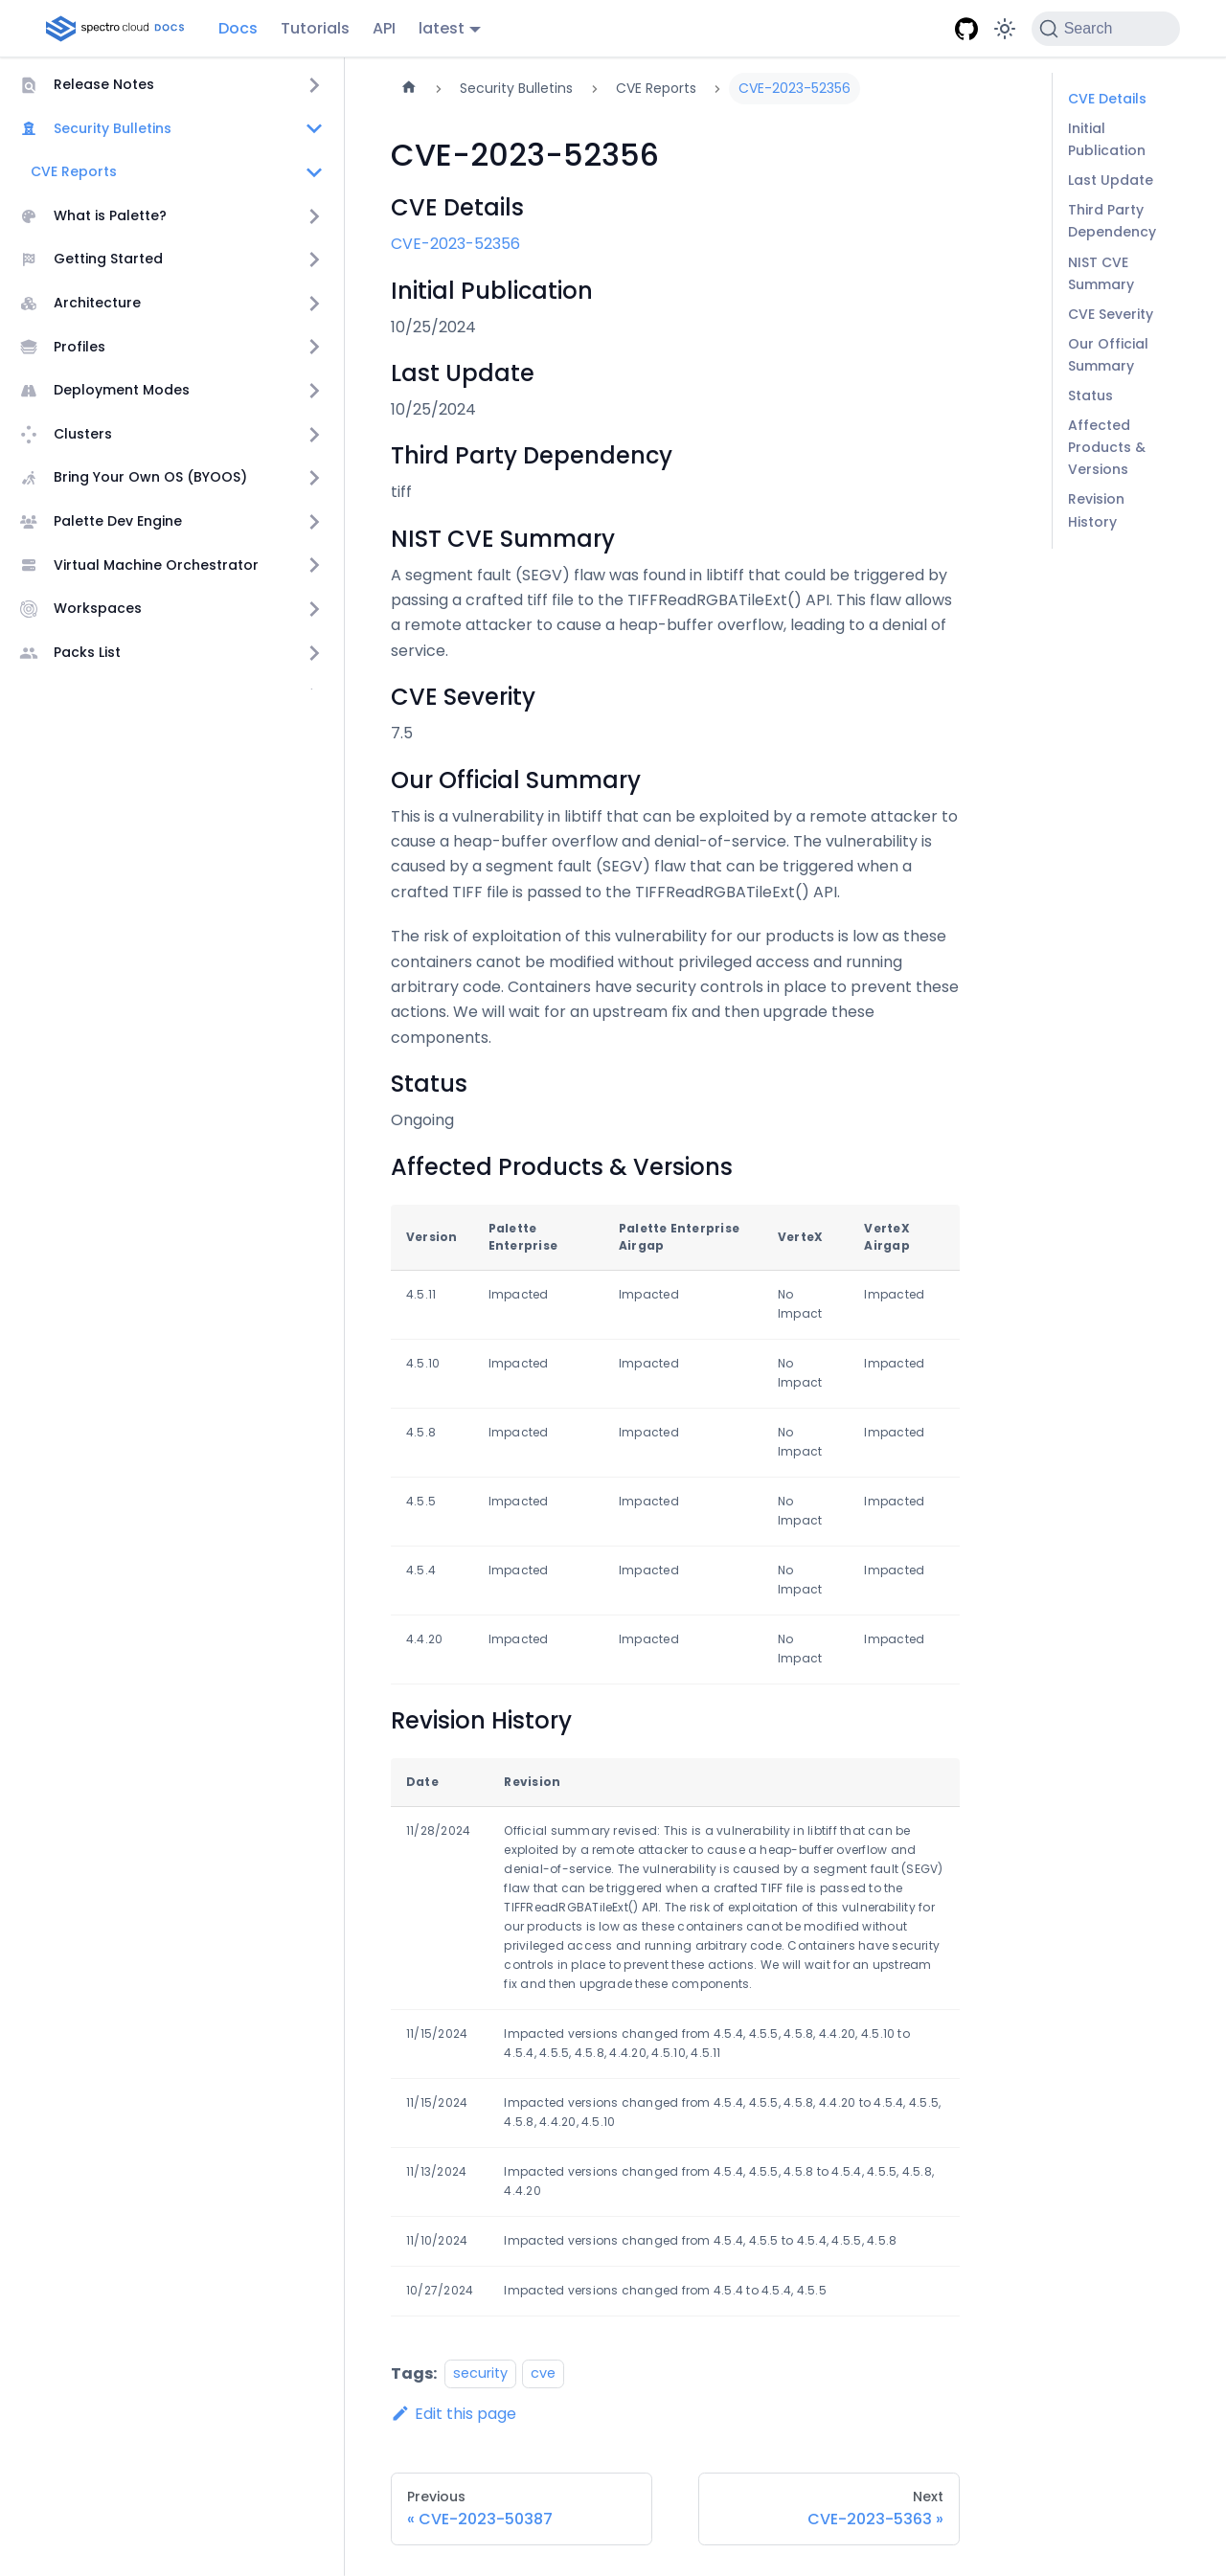 spectro cloud DOCS
Docs
Tutorials
API
latest
Search
Release Notes
Security Bulletins
CVE Reports
What is Palette?
Getting Started
Architecture
Profiles
Deployment Modes
Clusters
Bring Your Own OS (BYOOS)
Palette Dev Engine
Virtual Machine Orchestrator
Workspaces
Packs List
Security Bulletins
CVE Reports
CVE-2023-52356
CVE-2023-52356
CVE Details
CVE-2023-52356
Initial Publication
10/25/2024
Last Update
10/25/2024
Third Party Dependency
tiff
NIST CVE Summary
A segment fault (SEGV) flaw was found in libtiff that could be triggered by
passing a crafted tiff file to the TIFFReadRGBATileExt() API. This flaw allows
a remote attacker to cause a heap-buffer overflow, leading to a denial of
service.
CVE Severity
7.5
Our Official Summary
This is a vulnerability in libtiff that can be exploited by a remote attacker to
cause a heap-buffer overflow and denial-of-service. The vulnerability is
caused by a segment fault (SEGV) flaw that can be triggered when a
crafted TIFF file is passed to the TIFFReadRGBATileExt() API.
The risk of exploitation of this vulnerability for our products is low as these
containers canot be modified without privileged access and running
arbitrary code. Containers have security controls in place to prevent these
actions. We will wait for an upstream fix and then upgrade these
components.
Status
Ongoing
Affected Products & Versions
Version
Palette
Enterprise
Palette Enterprise
Airgap
VerteX
VerteX
Airgap
4.5.11
Impacted
Impacted
No
Impact
Impacted
4.5.10
Impacted
Impacted
No
Impact
Impacted
4.5.8
Impacted
Impacted
No
Impact
Impacted
4.5.5
Impacted
Impacted
No
Impact
Impacted
4.5.4
Impacted
Impacted
No
Impact
Impacted
4.4.20
Impacted
Impacted
No
Impact
Impacted
Revision History
Date
Revision
11/28/2024
Official summary revised: This is a vulnerability in libtiff that can be
exploited by a remote attacker to cause a heap-buffer overflow and
denial-of-service. The vulnerability is caused by a segment fault (SEGV)
flaw that can be triggered when a crafted TIFF file is passed to the
TIFFReadRGBATileExt() API. The risk of exploitation of this vulnerability for
our products is low as these containers canot be modified without
privileged access and running arbitrary code. Containers have security
controls in place to prevent these actions. We will wait for an upstream
fix and then upgrade these components.
11/15/2024
Impacted versions changed from 4.5.4, 4.5.5, 4.5.8, 4.4.20, 4.5.10 to
4.5.4, 4.5.5, 4.5.8, 4.4.20, 4.5.10, 4.5.11
11/15/2024
Impacted versions changed from 4.5.4, 4.5.5, 4.5.8, 4.4.20 to 4.5.4, 4.5.5,
4.5.8, 4.4.20, 4.5.10
11/13/2024
Impacted versions changed from 4.5.4, 4.5.5, 4.5.8 to 4.5.4, 4.5.5, 4.5.8,
4.4.20
11/10/2024
Impacted versions changed from 4.5.4, 4.5.5 to 4.5.4, 4.5.5, 4.5.8
10/27/2024
Impacted versions changed from 4.5.4 to 4.5.4, 4.5.5
Tags:
security
cve
Edit this page
Previous
« CVE-2023-50387
Next
CVE-2023-5363 »
CVE Details
Initial
Publication
Last Update
Third Party
Dependency
NIST CVE
Summary
CVE Severity
Our Official
Summary
Status
Affected
Products &
Versions
Revision
History